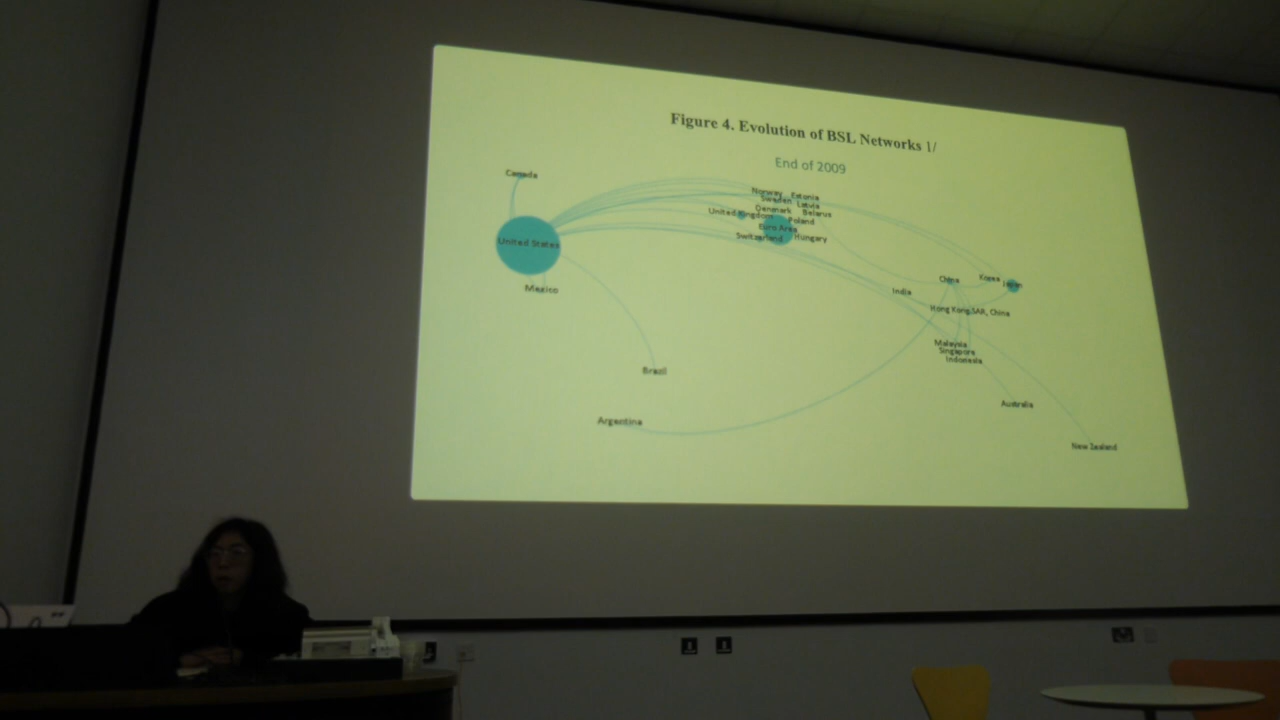 Figure 4. Evolution of BSL Networks 1/
End of 2009
Canada
Norway
Estonia
Sweden
Latvia
Denmark
Belarus
United Kingdom
Poland
Euro Area
Switzerland
Hungary
United States
Mexico
China
Korea
Japan
India
Hong Kong SAR, China
Malaysia
Singapore
Indonesia
Brazil
Argentina
Australia
New Zealand